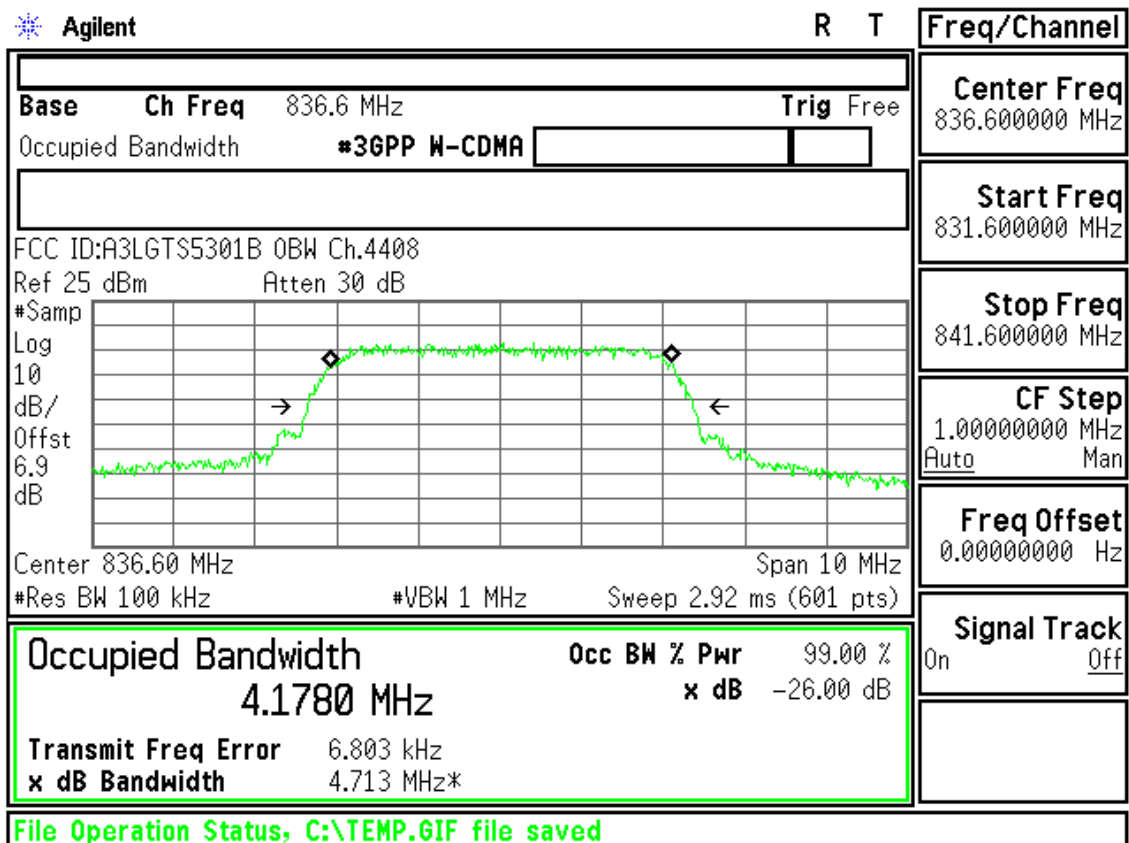 Agilent R T
Base Ch Freq 836.6 MHz Trig Free
Occupied Bandwidth #3GPP W-CDMA
FCC ID:A3LGTS5301B OBW Ch.4408
Ref 25 dBm Atten 30 dB
#Samp
Log
10
dB/
Offst
6.9
dB
Center 836.60 MHz Span 10 MHz
#Res BW 100 kHz #VBW 1 MHz Sweep 2.92 ms (601 pts)
Occupied Bandwidth Occ BW % Pwr 99.00 %
4.1780 MHz x dB -26.00 dB
Transmit Freq Error 6.803 kHz
x dB Bandwidth 4.713 MHz*
File Operation Status, C:\TEMP.GIF file saved
Freq/Channel
Center Freq
836.600000 MHz
Start Freq
831.600000 MHz
Stop Freq
841.600000 MHz
CF Step
1.00000000 MHz
Auto Man
Freq Offset
0.00000000 Hz
Signal Track
On Off